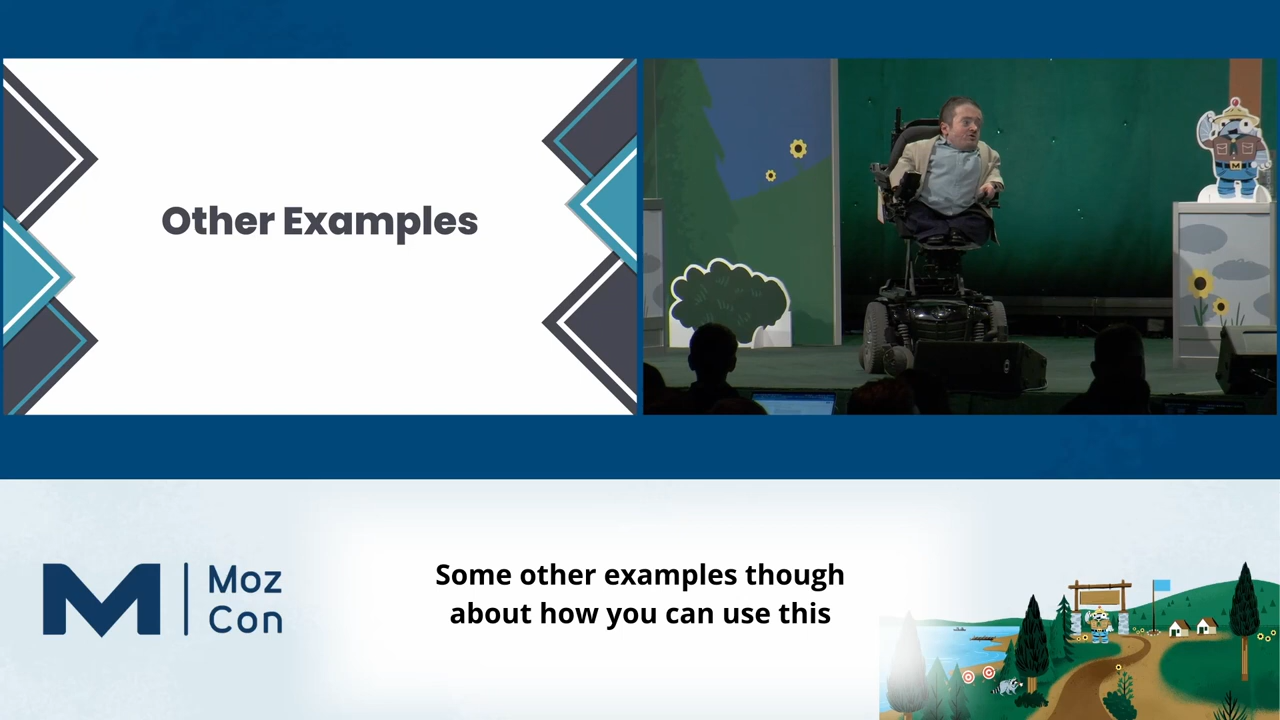 Other Examples
M
Moz
Con
Some other examples though
about how you can use this